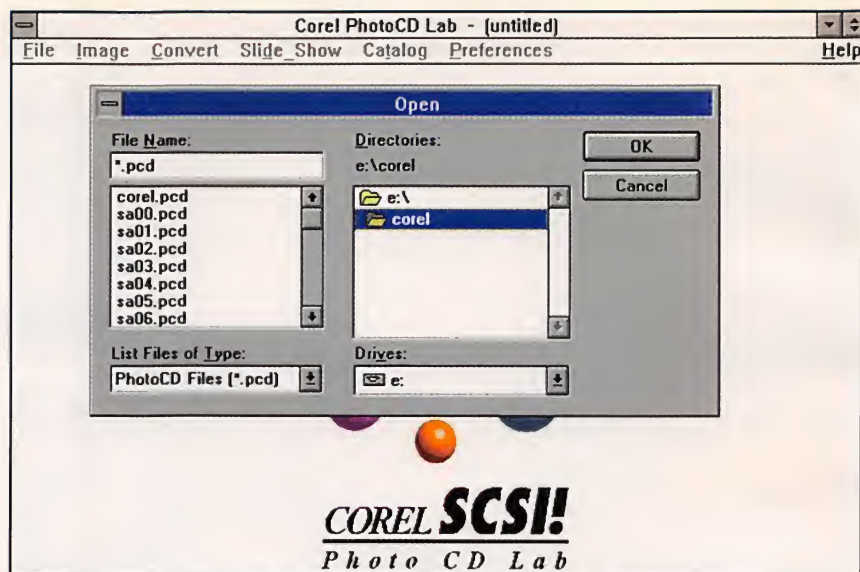 Corel PhotoCD Lab - (untitled)
File Image Convert Slide_Show Catalog Preferences Help
Open
File Name:
*.pcd
corel.pcd
sa00.pcd
sa01.pcd
sa02.pcd
sa03.pcd
sa04.pcd
sa05.pcd
sa06.pcd
List Files of Type:
PhotoCD Files (*.pcd)
Directories:
e:\corel
e:\
corel
Drives:
e:
OK
Cancel
COREL SCSI!
Photo CD Lab